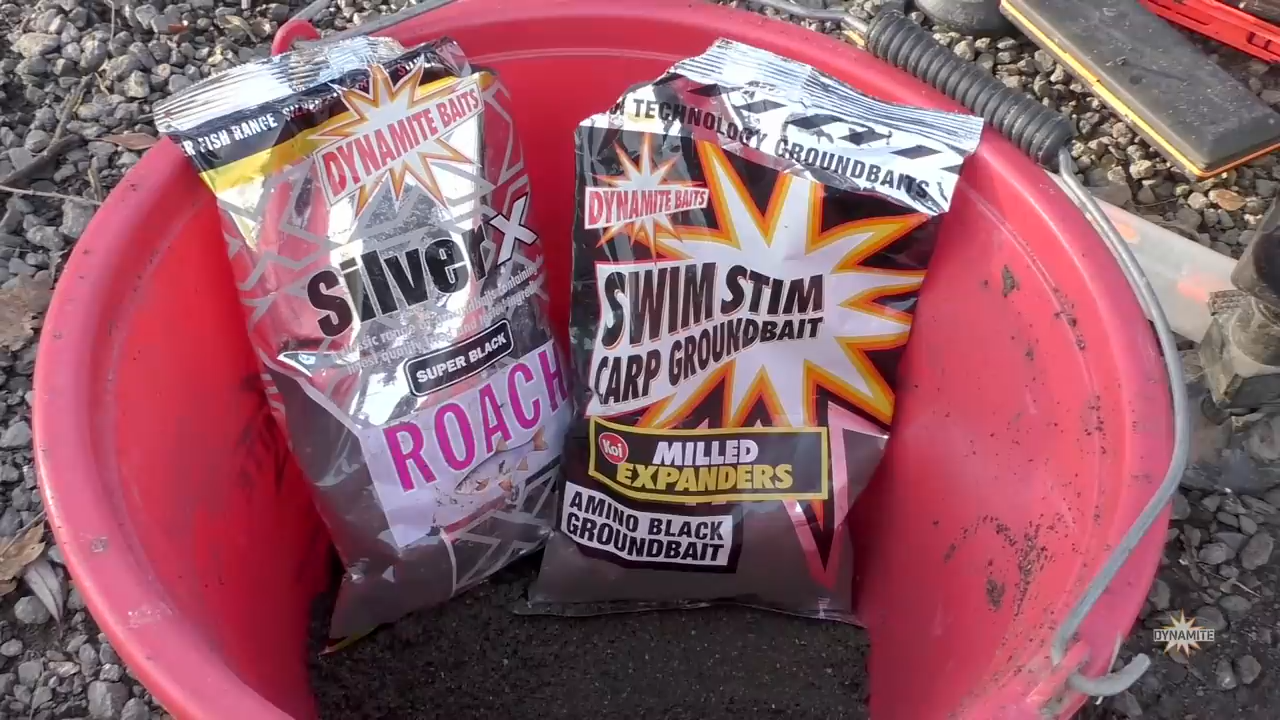 R FISH RANGE SILVER
DYNAMITE BAITS
Silver X
SUPER BLACK
ROACH
TECHNOLOGY GROUNDBAITS
DYNAMITE BAITS
SWIM STIM
CARP GROUNDBAIT
Koi
MILLED
EXPANDERS
AMINO BLACK
GROUNDBAIT
DYNAMITE